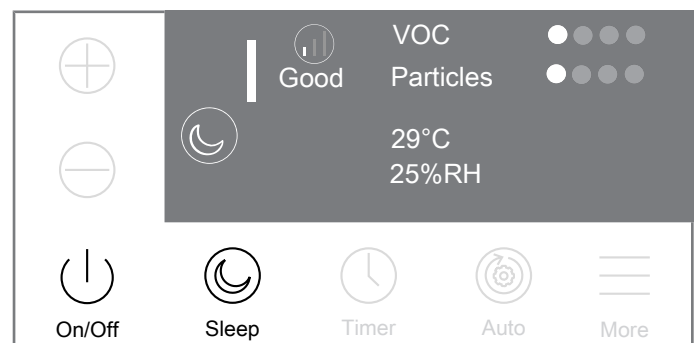 VOC
Good
Particles
29°C
25%RH
On/Off
Sleep
Timer
Auto
More